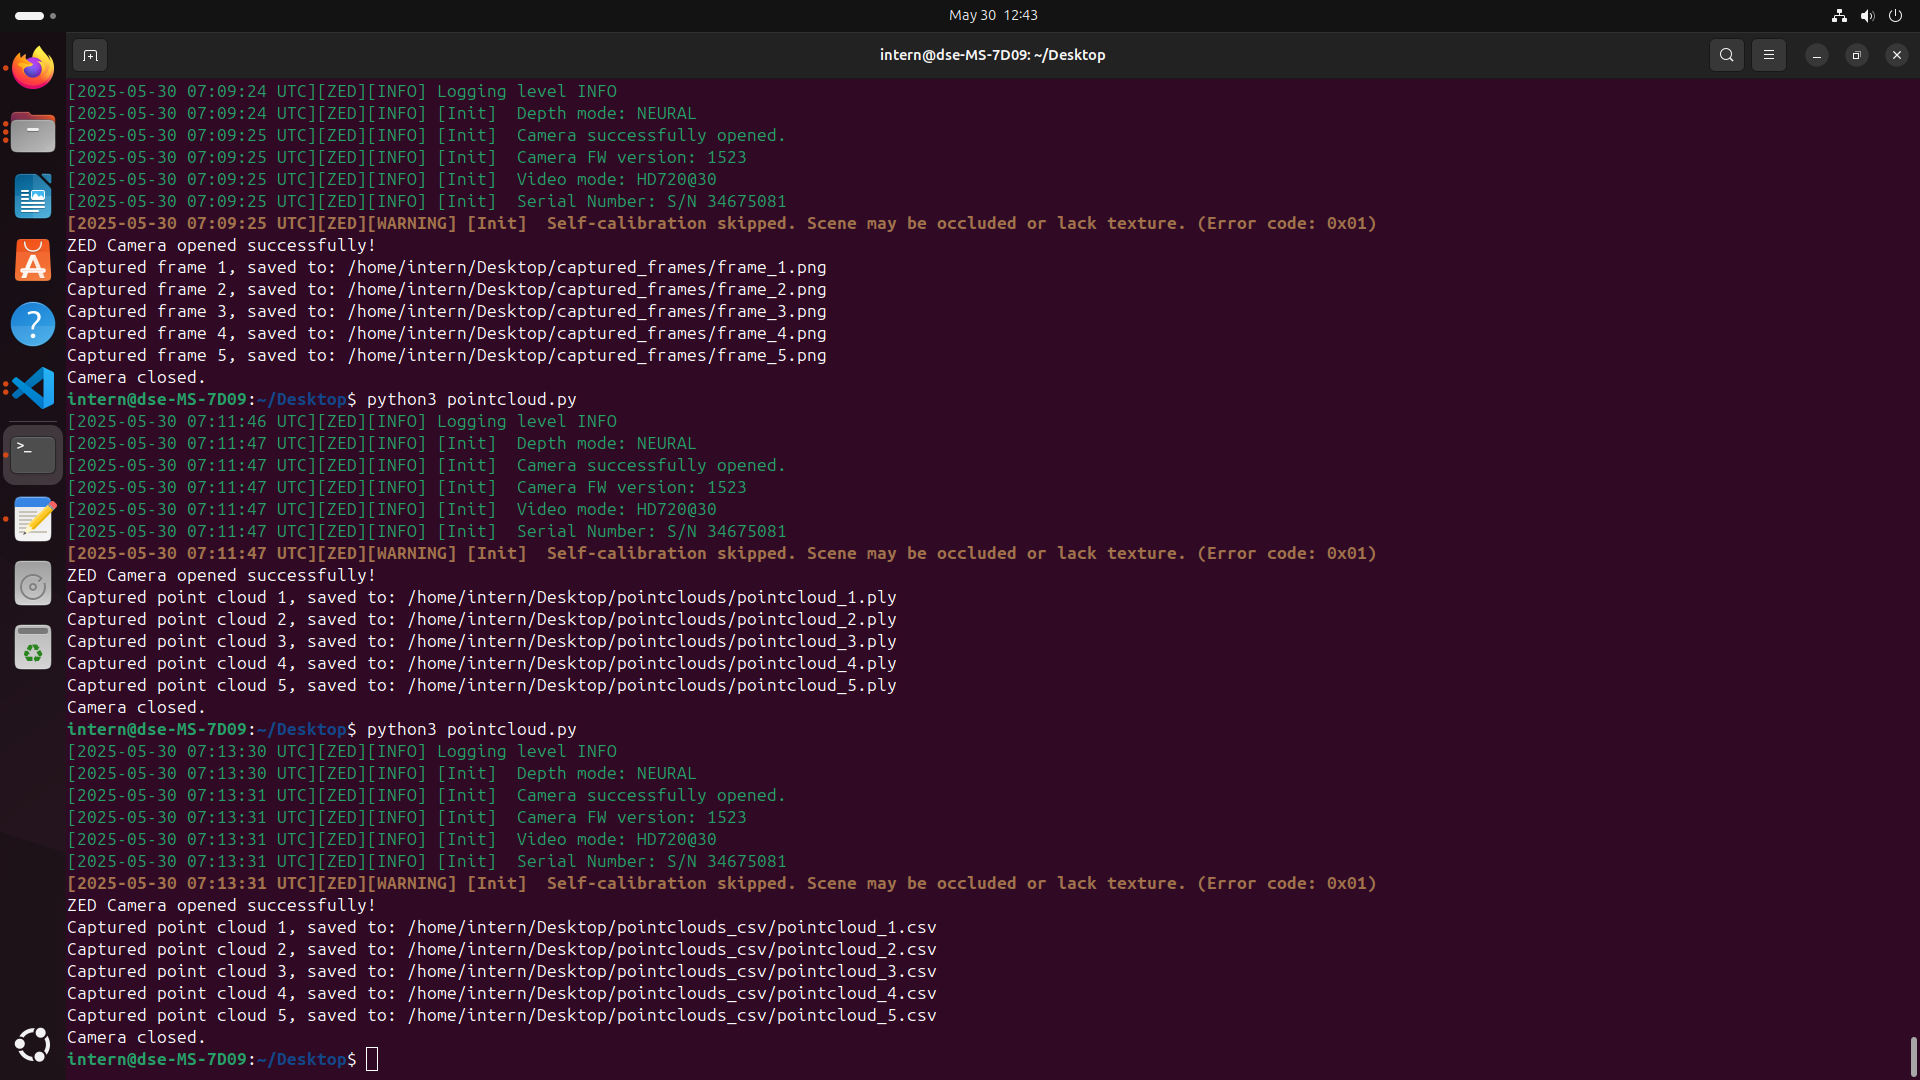 May 30 12:43
intern@dse-MS-7D09: ~/Desktop
[2025-05-30 07:09:24 UTC][ZED][INFO] Logging level INFO
[2025-05-30 07:09:24 UTC][ZED][INFO] [Init]  Depth mode: NEURAL
[2025-05-30 07:09:25 UTC][ZED][INFO] [Init]  Camera successfully opened.
[2025-05-30 07:09:25 UTC][ZED][INFO] [Init]  Camera FW version: 1523
[2025-05-30 07:09:25 UTC][ZED][INFO] [Init]  Video mode: HD720@30
[2025-05-30 07:09:25 UTC][ZED][INFO] [Init]  Serial Number: S/N 34675081
[2025-05-30 07:09:25 UTC][ZED][WARNING] [Init]  Self-calibration skipped. Scene may be occluded or lack texture. (Error code: 0x01)
ZED Camera opened successfully!
Captured frame 1, saved to: /home/intern/Desktop/captured_frames/frame_1.png
Captured frame 2, saved to: /home/intern/Desktop/captured_frames/frame_2.png
Captured frame 3, saved to: /home/intern/Desktop/captured_frames/frame_3.png
Captured frame 4, saved to: /home/intern/Desktop/captured_frames/frame_4.png
Captured frame 5, saved to: /home/intern/Desktop/captured_frames/frame_5.png
Camera closed.
intern@dse-MS-7D09:~/Desktop$ python3 pointcloud.py
[2025-05-30 07:11:46 UTC][ZED][INFO] Logging level INFO
[2025-05-30 07:11:47 UTC][ZED][INFO] [Init]  Depth mode: NEURAL
[2025-05-30 07:11:47 UTC][ZED][INFO] [Init]  Camera successfully opened.
[2025-05-30 07:11:47 UTC][ZED][INFO] [Init]  Camera FW version: 1523
[2025-05-30 07:11:47 UTC][ZED][INFO] [Init]  Video mode: HD720@30
[2025-05-30 07:11:47 UTC][ZED][INFO] [Init]  Serial Number: S/N 34675081
[2025-05-30 07:11:47 UTC][ZED][WARNING] [Init]  Self-calibration skipped. Scene may be occluded or lack texture. (Error code: 0x01)
ZED Camera opened successfully!
Captured point cloud 1, saved to: /home/intern/Desktop/pointclouds/pointcloud_1.ply
Captured point cloud 2, saved to: /home/intern/Desktop/pointclouds/pointcloud_2.ply
Captured point cloud 3, saved to: /home/intern/Desktop/pointclouds/pointcloud_3.ply
Captured point cloud 4, saved to: /home/intern/Desktop/pointclouds/pointcloud_4.ply
Captured point cloud 5, saved to: /home/intern/Desktop/pointclouds/pointcloud_5.ply
Camera closed.
intern@dse-MS-7D09:~/Desktop$ python3 pointcloud.py
[2025-05-30 07:13:30 UTC][ZED][INFO] Logging level INFO
[2025-05-30 07:13:30 UTC][ZED][INFO] [Init]  Depth mode: NEURAL
[2025-05-30 07:13:31 UTC][ZED][INFO] [Init]  Camera successfully opened.
[2025-05-30 07:13:31 UTC][ZED][INFO] [Init]  Camera FW version: 1523
[2025-05-30 07:13:31 UTC][ZED][INFO] [Init]  Video mode: HD720@30
[2025-05-30 07:13:31 UTC][ZED][INFO] [Init]  Serial Number: S/N 34675081
[2025-05-30 07:13:31 UTC][ZED][WARNING] [Init]  Self-calibration skipped. Scene may be occluded or lack texture. (Error code: 0x01)
ZED Camera opened successfully!
Captured point cloud 1, saved to: /home/intern/Desktop/pointclouds_csv/pointcloud_1.csv
Captured point cloud 2, saved to: /home/intern/Desktop/pointclouds_csv/pointcloud_2.csv
Captured point cloud 3, saved to: /home/intern/Desktop/pointclouds_csv/pointcloud_3.csv
Captured point cloud 4, saved to: /home/intern/Desktop/pointclouds_csv/pointcloud_4.csv
Captured point cloud 5, saved to: /home/intern/Desktop/pointclouds_csv/pointcloud_5.csv
Camera closed.
intern@dse-MS-7D09:~/Desktop$